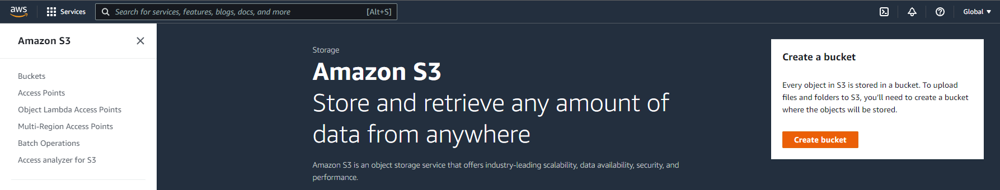 aws
Services
Search for services, features, blogs, docs, and more
[Alt+S]
Global
Amazon S3
Buckets
Access Points
Object Lambda Access Points
Multi-Region Access Points
Batch Operations
Access analyzer for S3
Storage
Amazon S3
Store and retrieve any amount of
data from anywhere
Amazon S3 is an object storage service that offers industry-leading scalability, data availability, security, and
performance.
Create a bucket
Every object in S3 is stored in a bucket. To upload
files and folders to S3, you'll need to create a bucket
where the objects will be stored.
Create bucket